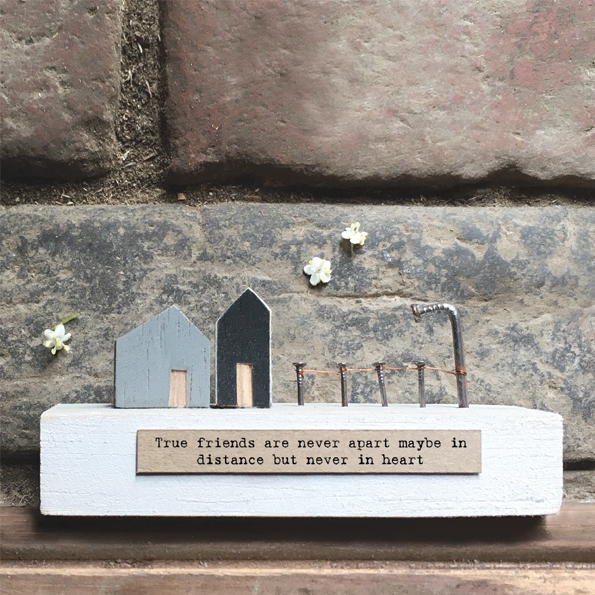 True friends are never apart maybe in
distance but never in heart